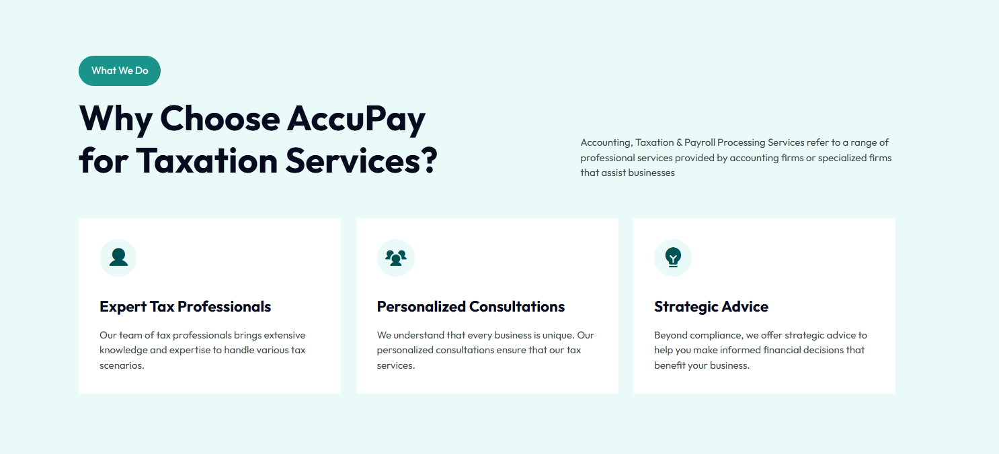 What We Do
Why Choose AccuPay
for Taxation Services?
Accounting, Taxation & Payroll Processing Services refer to a range of
professional services provided by accounting firms or specialized firms
that assist businesses
Expert Tax Professionals
Our team of tax professionals brings extensive
knowledge and expertise to handle various tax
scenarios.
Personalized Consultations
We understand that every business is unique. Our
personalized consultations ensure that our tax
services.
Strategic Advice
Beyond compliance, we offer strategic advice to
help you make informed financial decisions that
benefit your business.